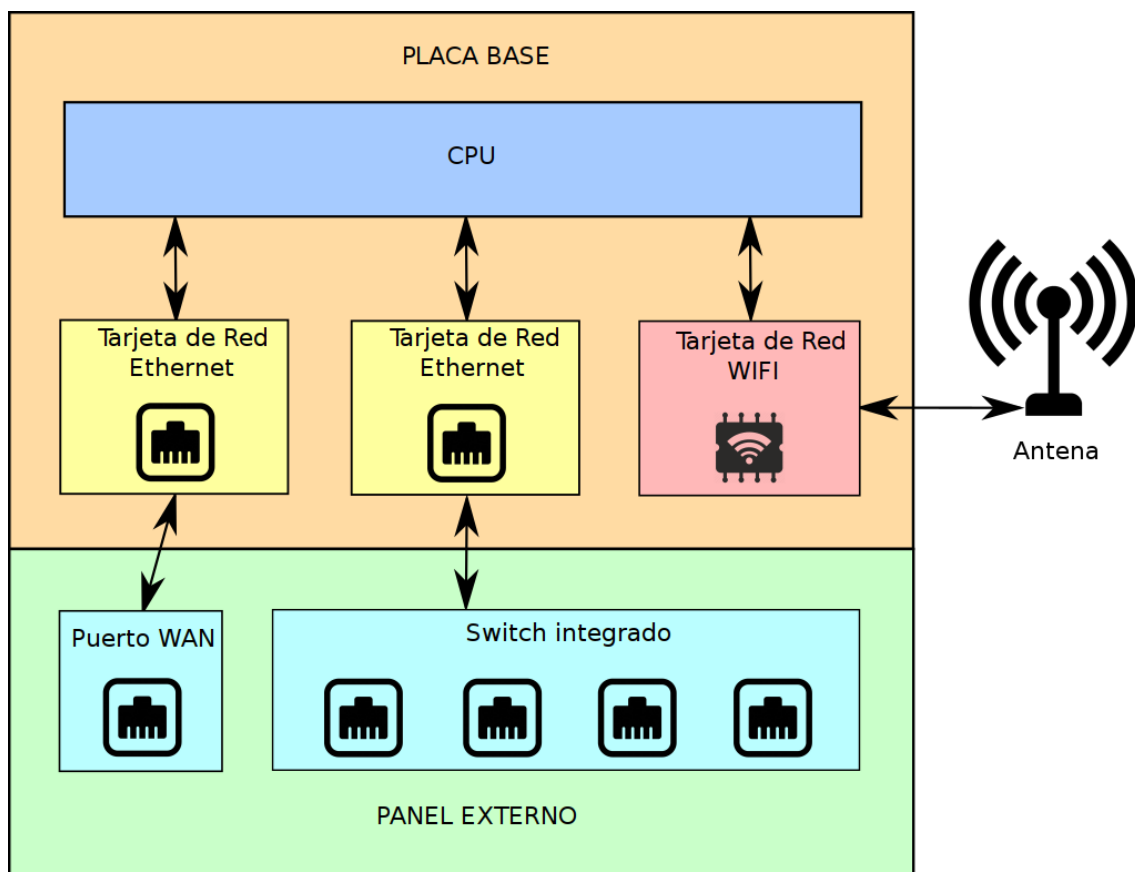 PLACA BASE
CPU
Tarjeta de Red
Ethernet
Tarjeta de Red
Ethernet
Tarjeta de Red
WIFI
Antena
Puerto WAN
Switch integrado
PANEL EXTERNO